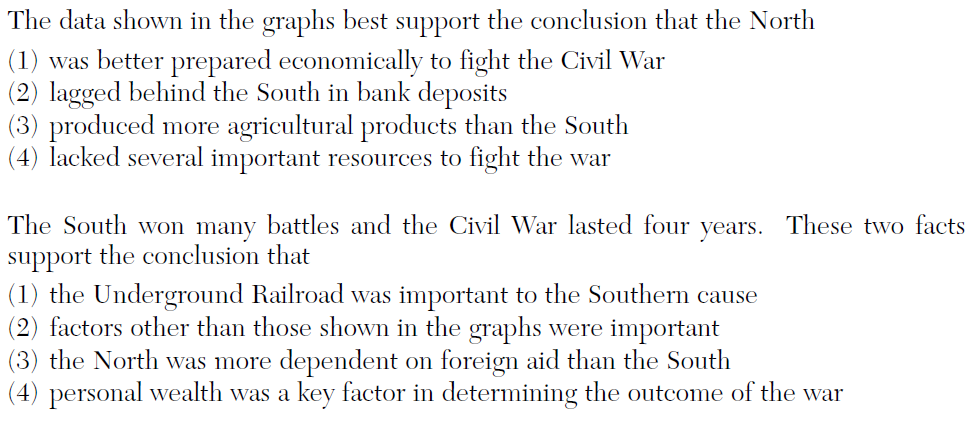 The data shown in the graphs best support the conclusion that the North
(1) was better prepared economically to fight the Civil War
(2) lagged behind the South in bank deposits
(3) produced more agricultural products than the South
(4) lacked several important resources to fight the war
The South won many battles and the Civil War lasted four years. These two facts
support the conclusion that
(1) the Underground Railroad was important to the Southern cause
(2) factors other than those shown in the graphs were important
(3) the North was more dependent on foreign aid than the South
(4) personal wealth was a key factor in determining the outcome of the war